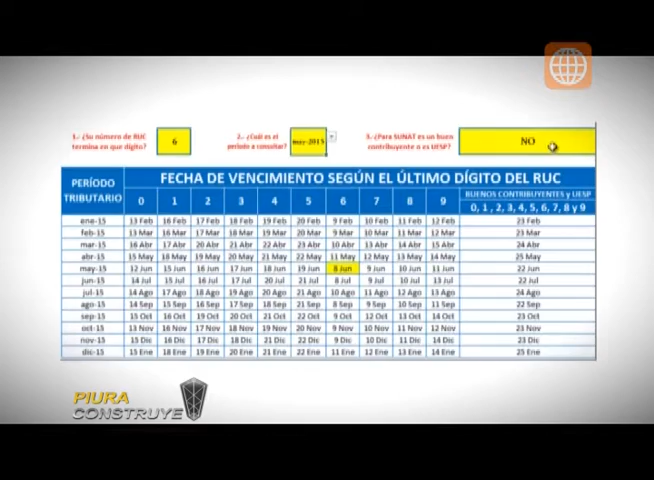 1.- ¿Su número de RUC termina en que dígito?
6
2.- ¿Cuál es el periodo a consultar?
may-2015
3.-¿Para SUNAT es un buen contribuyente o es UESP?
NO
PERÍODO TRIBUTARIO
FECHA DE VENCIMIENTO SEGÚN EL ÚLTIMO DÍGITO DEL RUC
0 1 2 3 4 5 6 7 8 9
BUENOS CONTRIBUYENTES y UESP
0, 1 , 2, 3, 4, 5, 6, 7, 8 y 9
ene-15 13 Feb 16 Feb 17 Feb 18 Feb 19 Feb 20 Feb 9 Feb 10 Feb 11 Feb 12 Feb 23 Feb
feb-15 13 Mar 16 Mar 17 Mar 18 Mar 19 Mar 20 Mar 9 Mar 10 Mar 11 Mar 12 Mar 23 Mar
mar-15 16 Abr 17 Abr 20 Abr 21 Abr 22 Abr 23 Abr 10 Abr 13 Abr 14 Abr 15 Abr 24 Abr
abr-15 15 May 18 May 19 May 20 May 21 May 22 May 11 May 12 May 13 May 14 May 25 May
may-15 12 Jun 15 Jun 16 Jun 17 Jun 18 Jun 19 Jun 8 Jun 9 Jun 10 Jun 11 Jun 22 Jun
jun-15 14 Jul 15 Jul 16 Jul 17 Jul 20 Jul 21 Jul 8 Jul 9 Jul 10 Jul 13 Jul 22 Jul
jul-15 14 Ago 17 Ago 18 Ago 19 Ago 20 Ago 21 Ago 10 Ago 11 Ago 12 Ago 13 Ago 24 Ago
ago-15 14 Sep 15 Sep 16 Sep 17 Sep 18 Sep 21 Sep 8 Sep 9 Sep 10 Sep 11 Sep 22 Sep
sep-15 15 Oct 16 Oct 19 Oct 20 Oct 21 Oct 22 Oct 9 Oct 12 Oct 13 Oct 14 Oct 23 Oct
oct-15 13 Nov 16 Nov 17 Nov 18 Nov 19 Nov 20 Nov 9 Nov 10 Nov 11 Nov 12 Nov 23 Nov
nov-15 15 Dic 16 Dic 17 Dic 18 Dic 21 Dic 22 Dic 9 Dic 10 Dic 11 Dic 14 Dic 23 Dic
dic-15 15 Ene 18 Ene 19 Ene 20 Ene 21 Ene 22 Ene 11 Ene 12 Ene 13 Ene 14 Ene 25 Ene
PIURA
CONSTRUYE